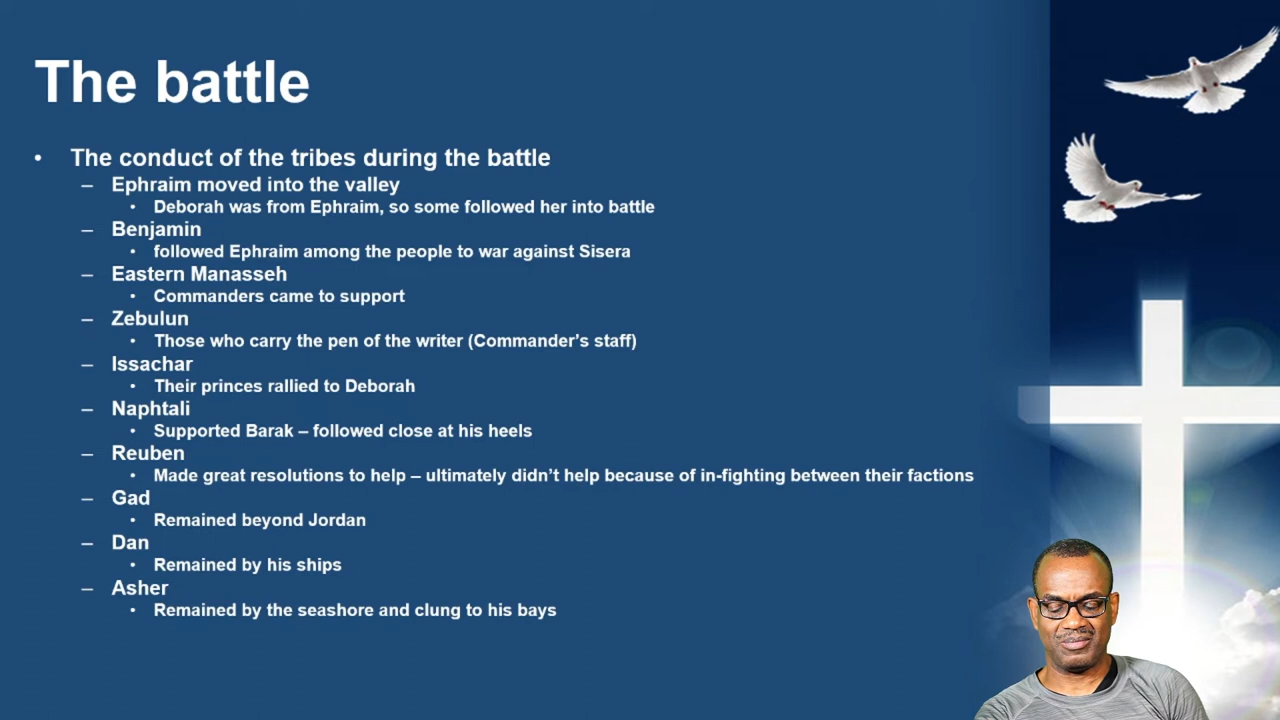 The battle
• The conduct of the tribes during the battle
– Ephraim moved into the valley
• Deborah was from Ephraim, so some followed her into battle
– Benjamin
• followed Ephraim among the people to war against Sisera
– Eastern Manasseh
• Commanders came to support
– Zebulun
• Those who carry the pen of the writer (Commander's staff)
– Issachar
• Their princes rallied to Deborah
– Naphtali
• Supported Barak – followed close at his heels
– Reuben
• Made great resolutions to help – ultimately didn't help because of in-fighting between their factions
– Gad
• Remained beyond Jordan
– Dan
• Remained by his ships
– Asher
• Remained by the seashore and clung to his bays